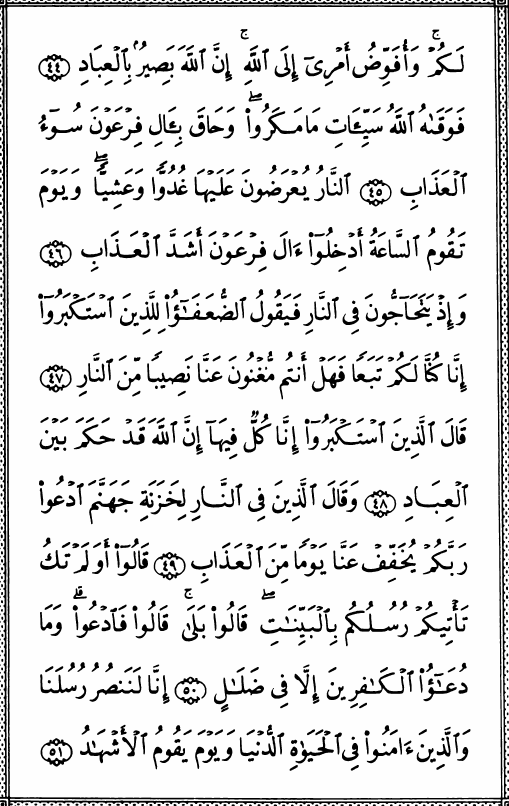 لَكُمْۚ وَأُفَوِّضُ أَمْرِىٓ إِلَى ٱللَّهِۚ إِنَّ ٱللَّهَ بَصِيرُۢ بِٱلْعِبَادِ ٤٤
فَوَقَىٰهُ ٱللَّهُ سَيِّـَٔاتِ مَا مَكَرُوا۟ۖ وَحَاقَ بِـَٔالِ فِرْعَوْنَ سُوٓءُ
ٱلْعَذَابِ ٤٥ ٱلنَّارُ يُعْرَضُونَ عَلَيْهَا غُدُوًّا وَعَشِيًّاۖ وَيَوْمَ
تَقُومُ ٱلسَّاعَةُ أَدْخِلُوٓا۟ ءَالَ فِرْعَوْنَ أَشَدَّ ٱلْعَذَابِ ٤٦
وَإِذْ يَتَحَآجُّونَ فِى ٱلنَّارِ فَيَقُولُ ٱلضُّعَفَـٰٓؤُا۟ لِلَّذِينَ ٱسْتَكْبَرُوٓا۟
إِنَّا كُنَّا لَكُمْ تَبَعًا فَهَلْ أَنتُم مُّغْنُونَ عَنَّا نَصِيبًا مِّنَ ٱلنَّارِ ٤٧
قَالَ ٱلَّذِينَ ٱسْتَكْبَرُوٓا۟ إِنَّا كُلٌّ فِيهَآ إِنَّ ٱللَّهَ قَدْ حَكَمَ بَيْنَ
ٱلْعِبَادِ ٤٨ وَقَالَ ٱلَّذِينَ فِى ٱلنَّارِ لِخَزَنَةِ جَهَنَّمَ ٱدْعُوا۟
رَبَّكُمْ يُخَفِّفْ عَنَّا يَوْمًا مِّنَ ٱلْعَذَابِ ٤٩ قَالُوٓا۟ أَوَلَمْ تَكُ
تَأْتِيكُمْ رُسُلُكُم بِٱلْبَيِّنَـٰتِۖ قَالُوا۟ بَلَىٰۚ قَالُوا۟ فَٱدْعُوا۟ۗ وَمَا
دُعَـٰٓؤُا۟ ٱلْكَـٰفِرِينَ إِلَّا فِى ضَلَـٰلٍ ٥٠ إِنَّا لَنَنصُرُ رُسُلَنَا
وَٱلَّذِينَ ءَامَنُوا۟ فِى ٱلْحَيَوٰةِ ٱلدُّنْيَا وَيَوْمَ يَقُومُ ٱلْأَشْهَـٰدُ ٥١